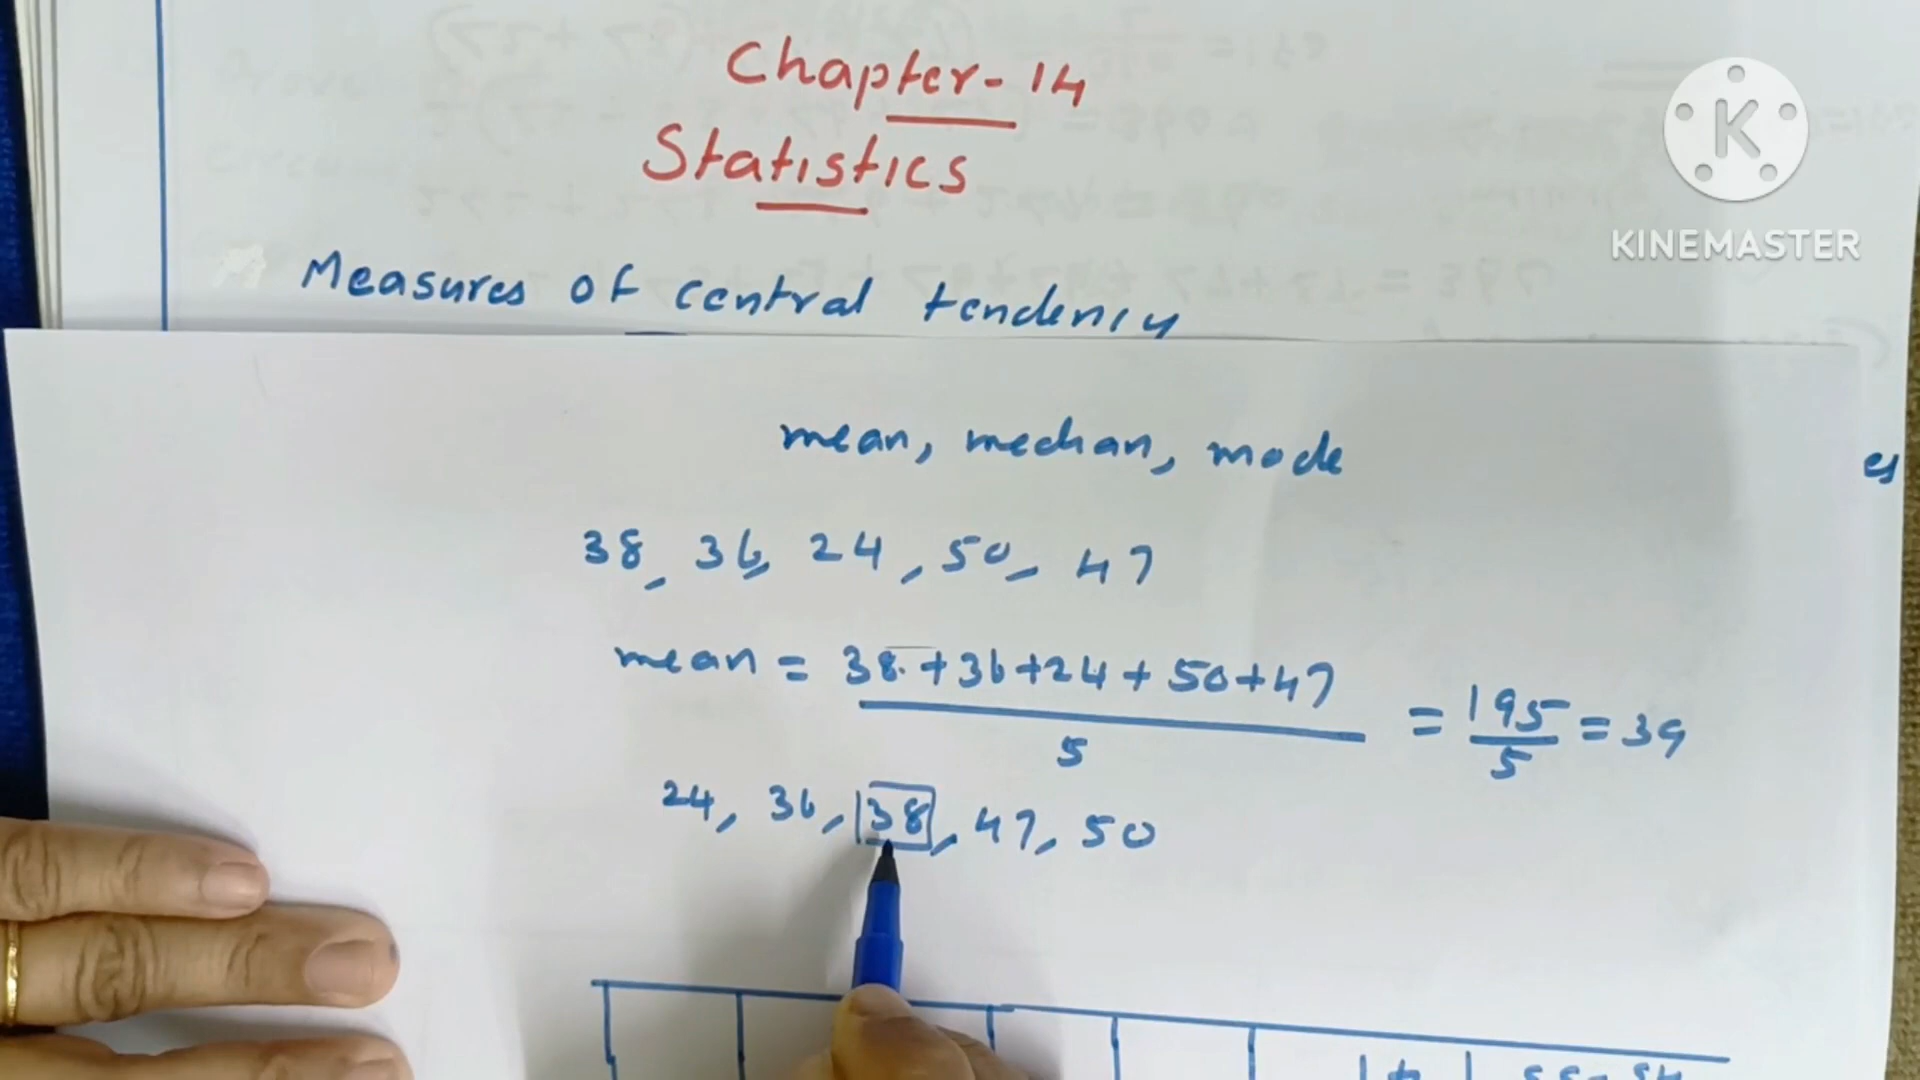 Chapter-14
Statistics
Measures of central tendency
mean, median, mode
38, 36, 24, 50, 47
mean = 38+36+24+50+47 / 5 = 195/5 = 39
24, 36, 38, 47, 50
K
KINEMASTER